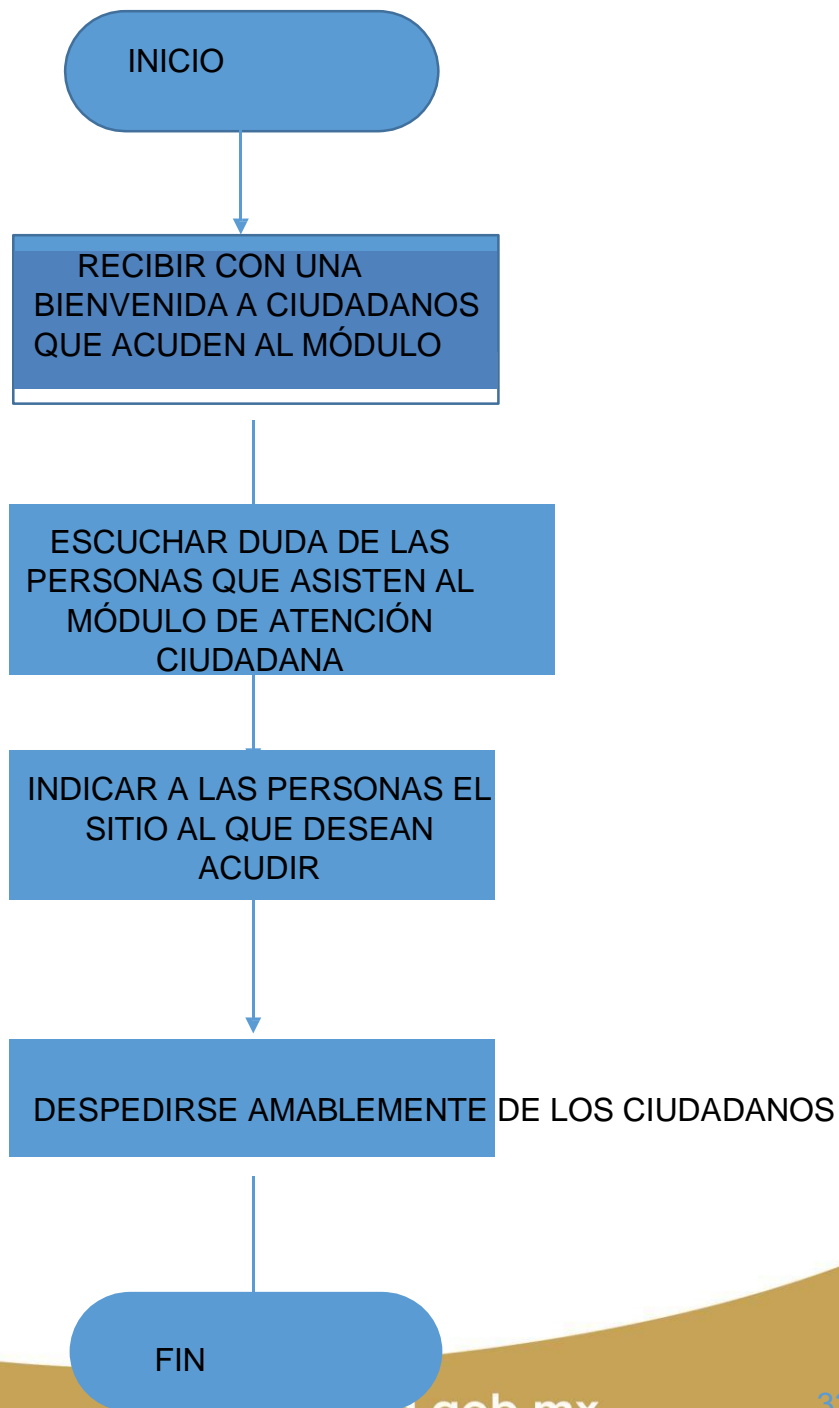 INICIO
RECIBIR CON UNA
BIENVENIDA A CIUDADANOS
QUE ACUDEN AL MÓDULO
ESCUCHAR DUDA DE LAS
PERSONAS QUE ASISTEN AL
MÓDULO DE ATENCIÓN
CIUDADANA
INDICAR A LAS PERSONAS EL
SITIO AL QUE DESEAN
ACUDIR
DESPEDIRSE AMABLEMENTE DE LOS CIUDADANOS
FIN